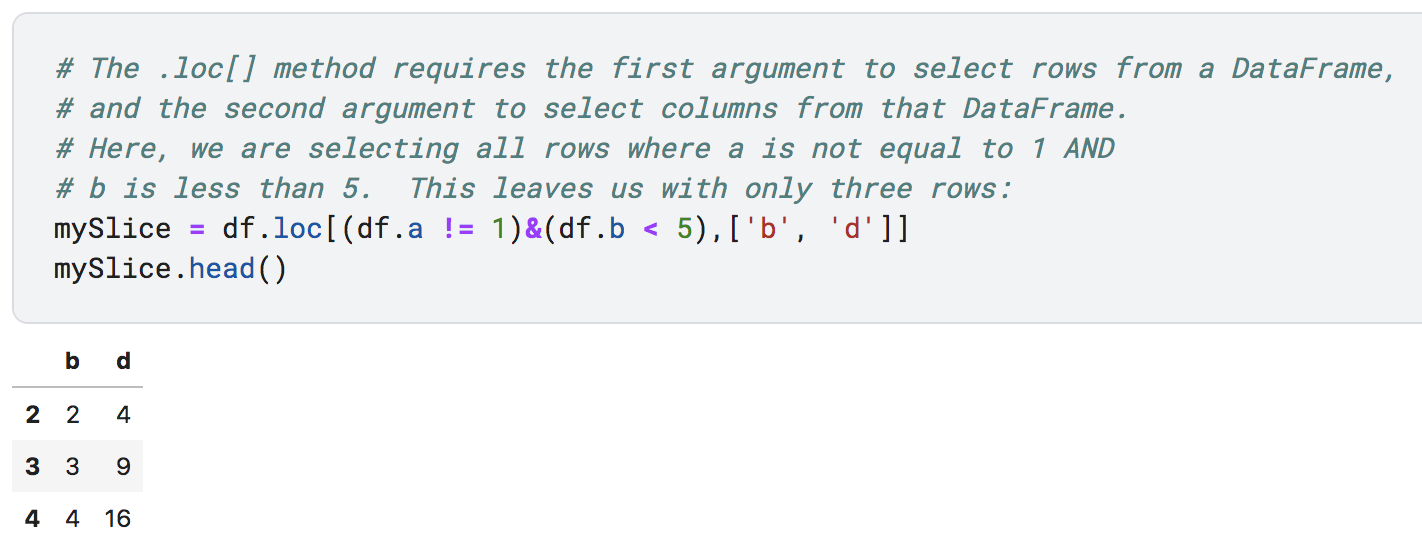 # The .loc[] method requires the first argument to select rows from a DataFrame,
# and the second argument to select columns from that DataFrame.
# Here, we are selecting all rows where a is not equal to 1 AND
# b is less than 5.  This leaves us with only three rows:
mySlice = df.loc[(df.a != 1)&(df.b < 5),['b', 'd']]
mySlice.head()
b d
2 2 4
3 3 9
4 4 16